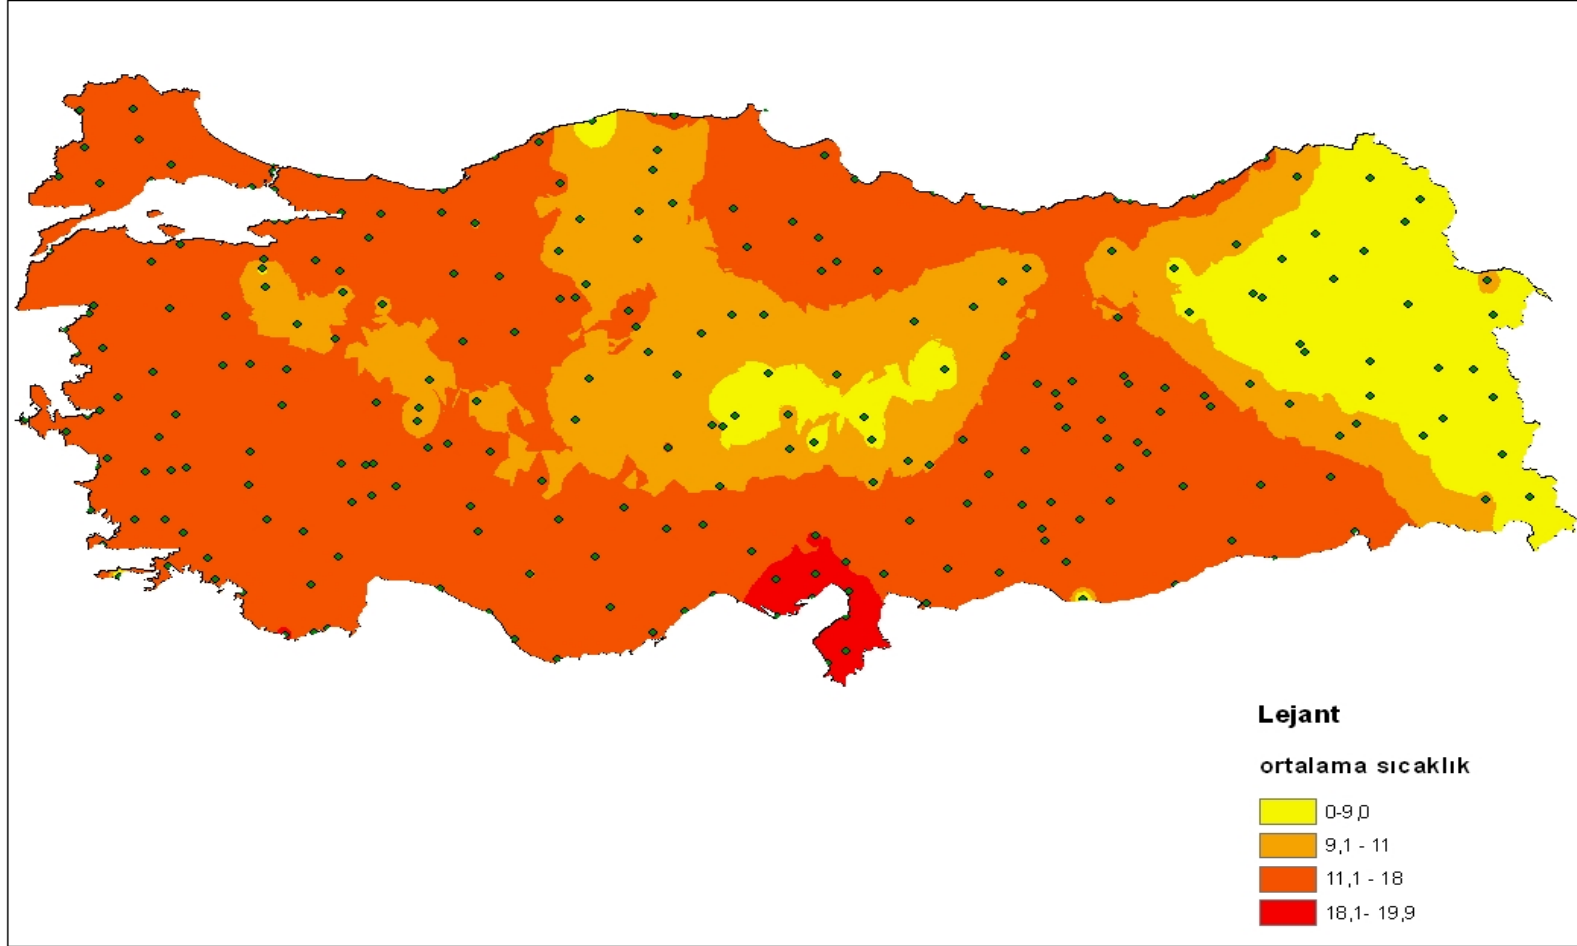 Lejant
ortalama sıcaklık
0-9,0
9,1 - 11
11,1 - 18
18,1- 19,9